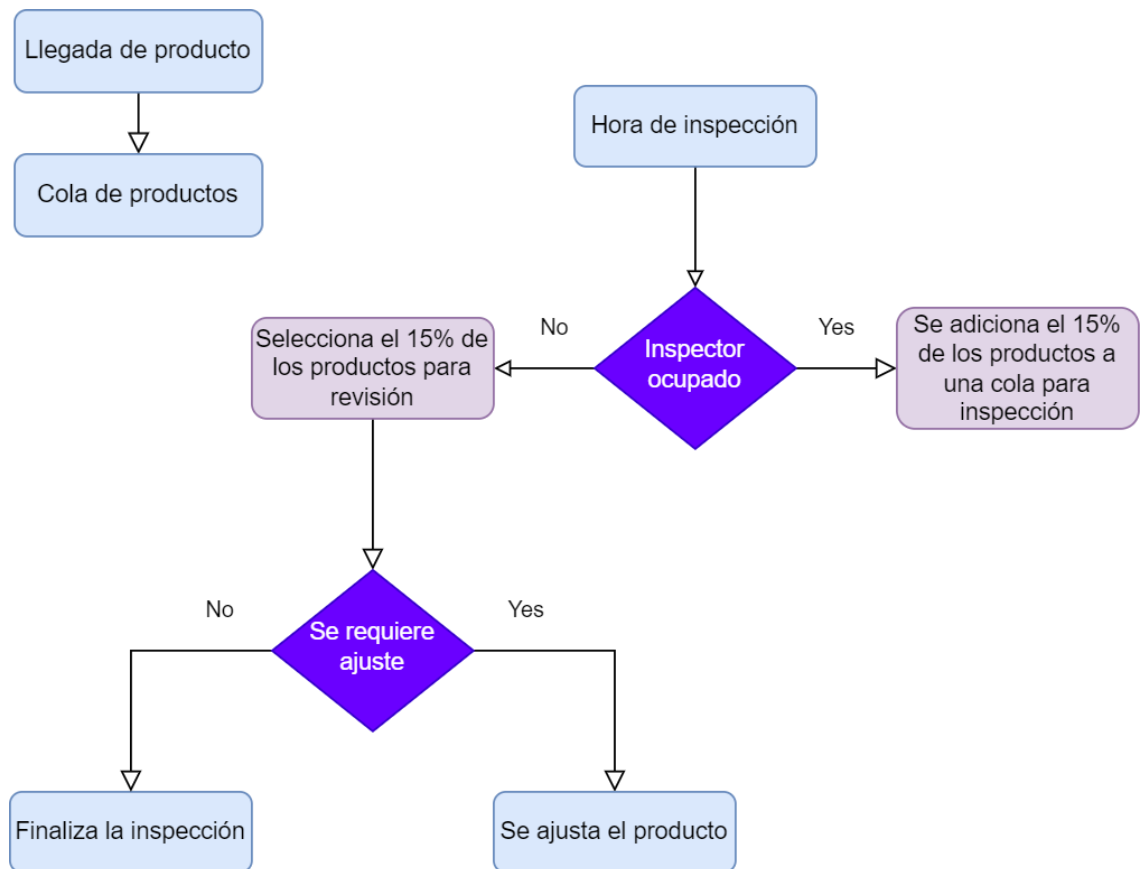 Llegada de producto
Cola de productos
Hora de inspección
Inspector
ocupado
No
Yes
Selecciona el 15% de
los productos para
revisión
Se adiciona el 15%
de los productos a
una cola para
inspección
Se requiere
ajuste
No
Yes
Finaliza la inspección
Se ajusta el producto